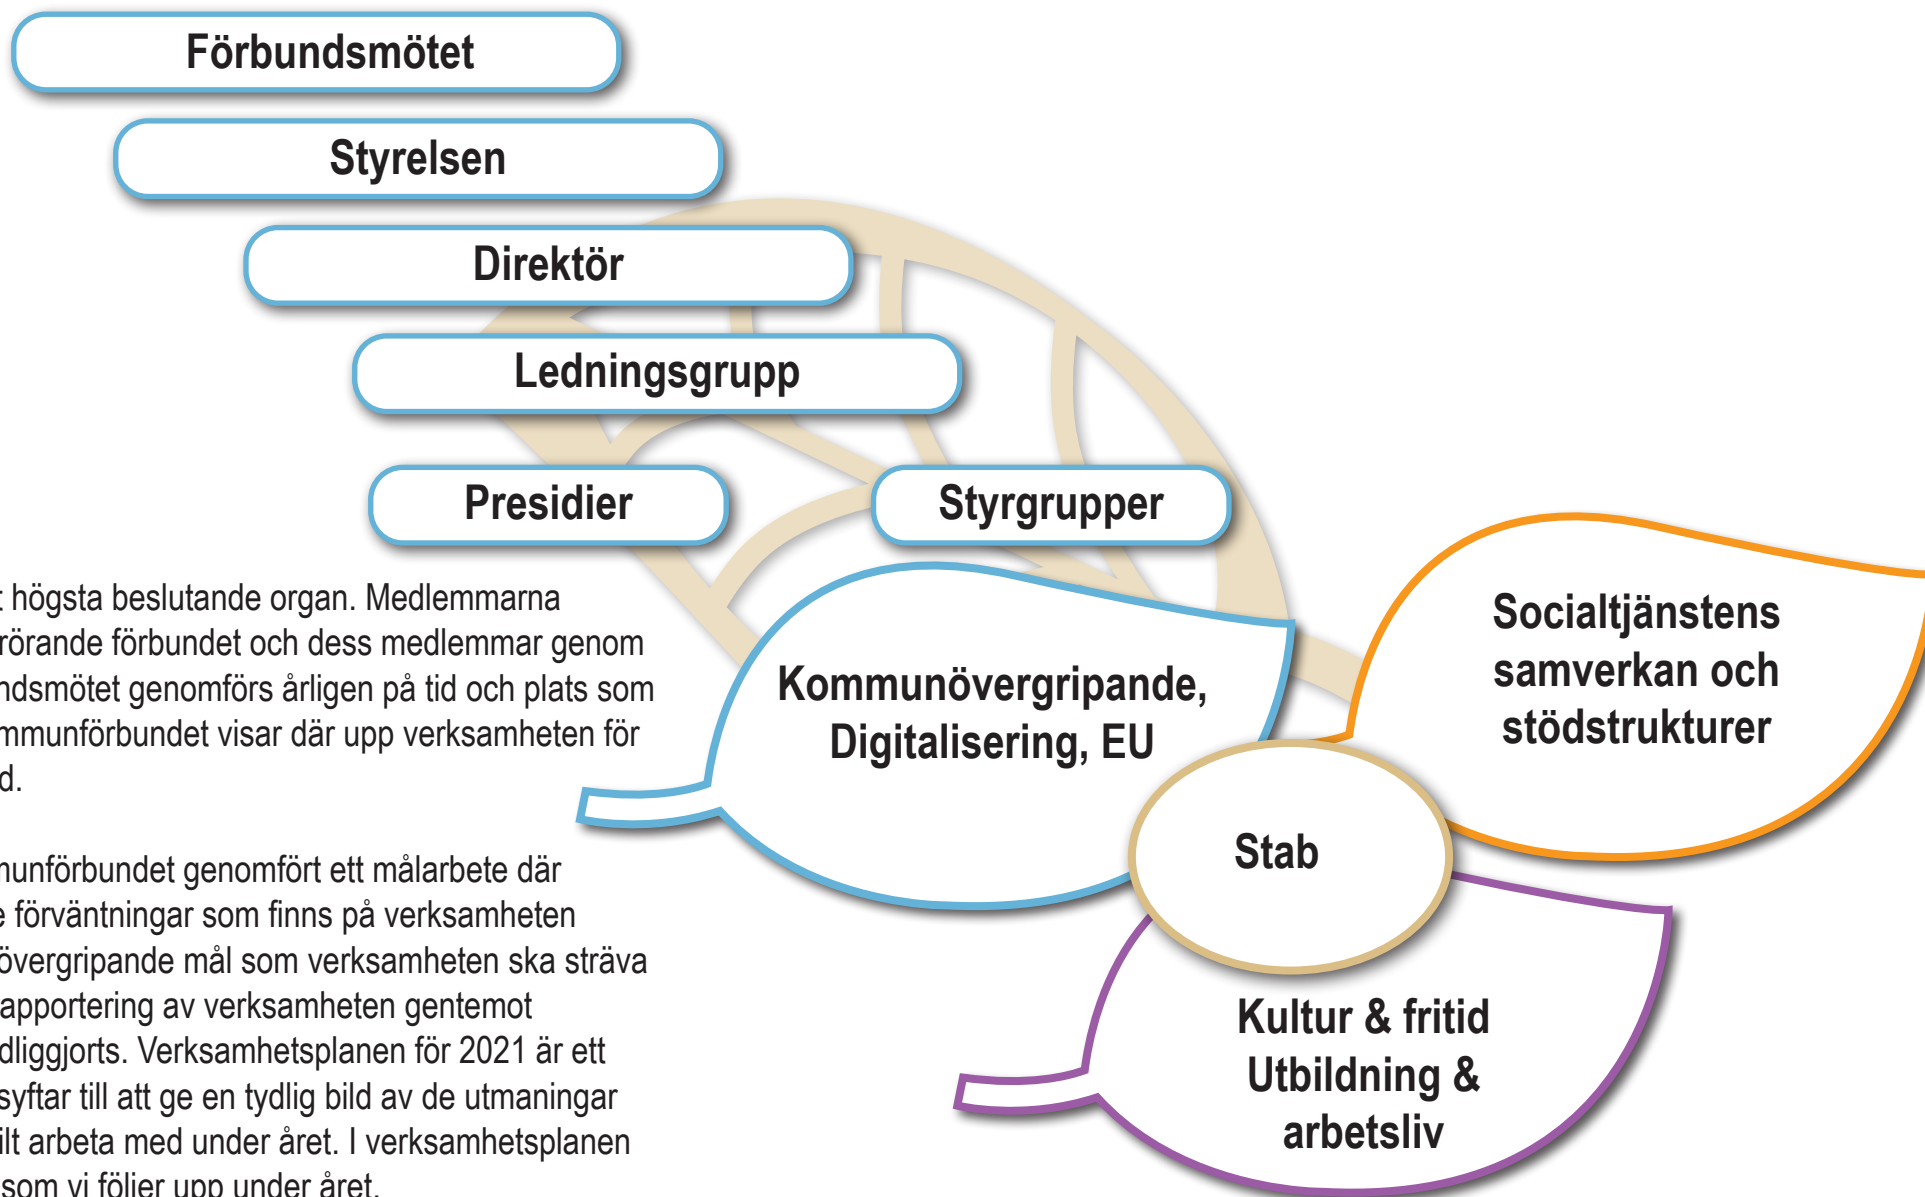 Förbundsmötet
Styrelsen
Direktör
Ledningsgrupp
Presidier
Styrgrupper
högsta beslutande organ. Medlemmarna
rörande förbundet och dess medlemmar genom
ndsmötet genomförs årligen på tid och plats som
mmunförbundet visar där upp verksamheten för
d.
munförbundet genomfört ett målarbete där
e förväntningar som finns på verksamheten
övergripande mål som verksamheten ska sträva
apportering av verksamheten gentemot
dliggjorts. Verksamhetsplanen för 2021 är ett
syftar till att ge en tydlig bild av de utmaningar
ilt arbeta med under året. I verksamhetsplanen
som vi följer upp under året.
Kommunövergripande,
Digitalisering, EU
Socialtjänstens
samverkan och
stödstrukturer
Stab
Kultur & fritid
Utbildning &
arbetsliv